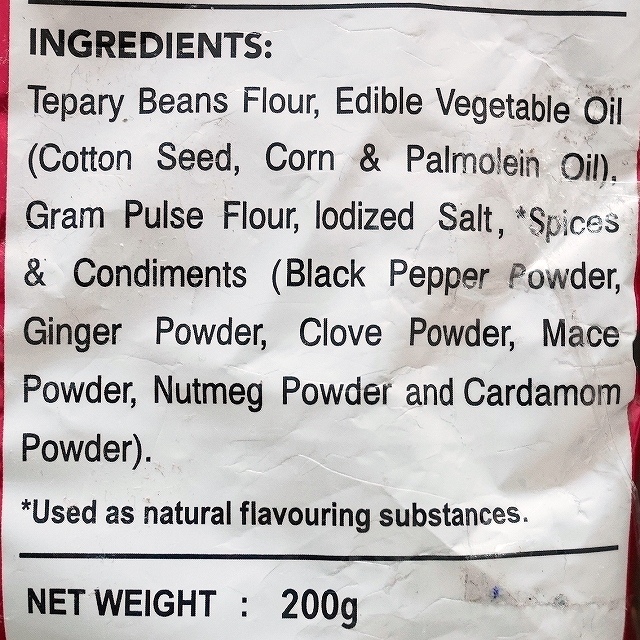 INGREDIENTS:
Tepary Beans Flour, Edible Vegetable Oil
(Cotton Seed, Corn & Palmolein Oil),
Gram Pulse Flour, Iodized Salt, *Spices
& Condiments (Black Pepper Powder,
Ginger Powder, Clove Powder, Mace
Powder, Nutmeg Powder and Cardamom
Powder).
*Used as natural flavouring substances.
NET WEIGHT : 200g